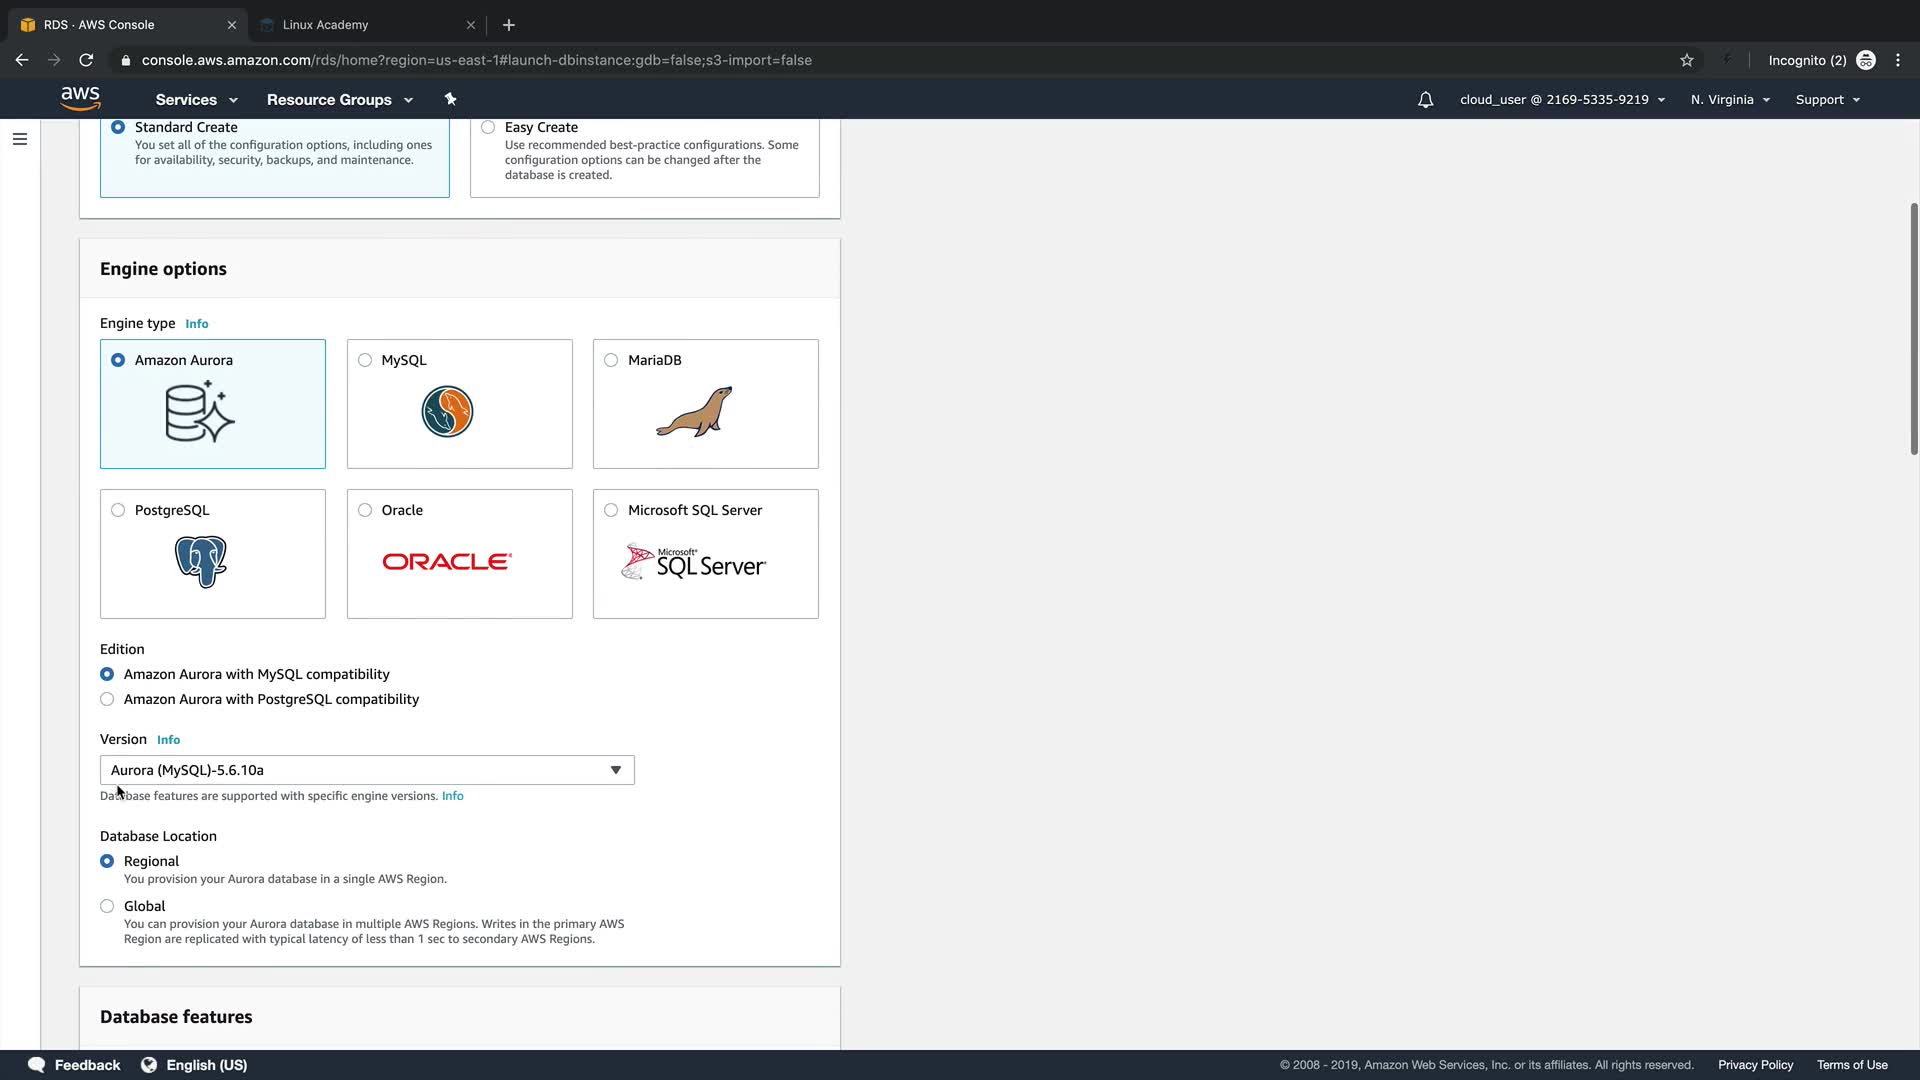 RDS · AWS Console
Linux Academy
console.aws.amazon.com/rds/home?region=us-east-1#launch-dbinstance:gdb=false;s3-import=false
Incognito (2)
aws
Services
Resource Groups
cloud_user @ 2169-5335-9219
N. Virginia
Support
Standard Create
You set all of the configuration options, including ones
for availability, security, backups, and maintenance.
Easy Create
Use recommended best-practice configurations. Some
configuration options can be changed after the
database is created.
Engine options
Engine type Info
Amazon Aurora
MySQL
MariaDB
PostgreSQL
Oracle
ORACLE
Microsoft SQL Server
Microsoft
SQL Server
Edition
Amazon Aurora with MySQL compatibility
Amazon Aurora with PostgreSQL compatibility
Version Info
Aurora (MySQL)-5.6.10a
Database features are supported with specific engine versions. Info
Database Location
Regional
You provision your Aurora database in a single AWS Region.
Global
You can provision your Aurora database in multiple AWS Regions. Writes in the primary AWS
Region are replicated with typical latency of less than 1 sec to secondary AWS Regions.
Database features
Feedback
English (US)
© 2008 - 2019, Amazon Web Services, Inc. or its affiliates. All rights reserved.
Privacy Policy
Terms of Use